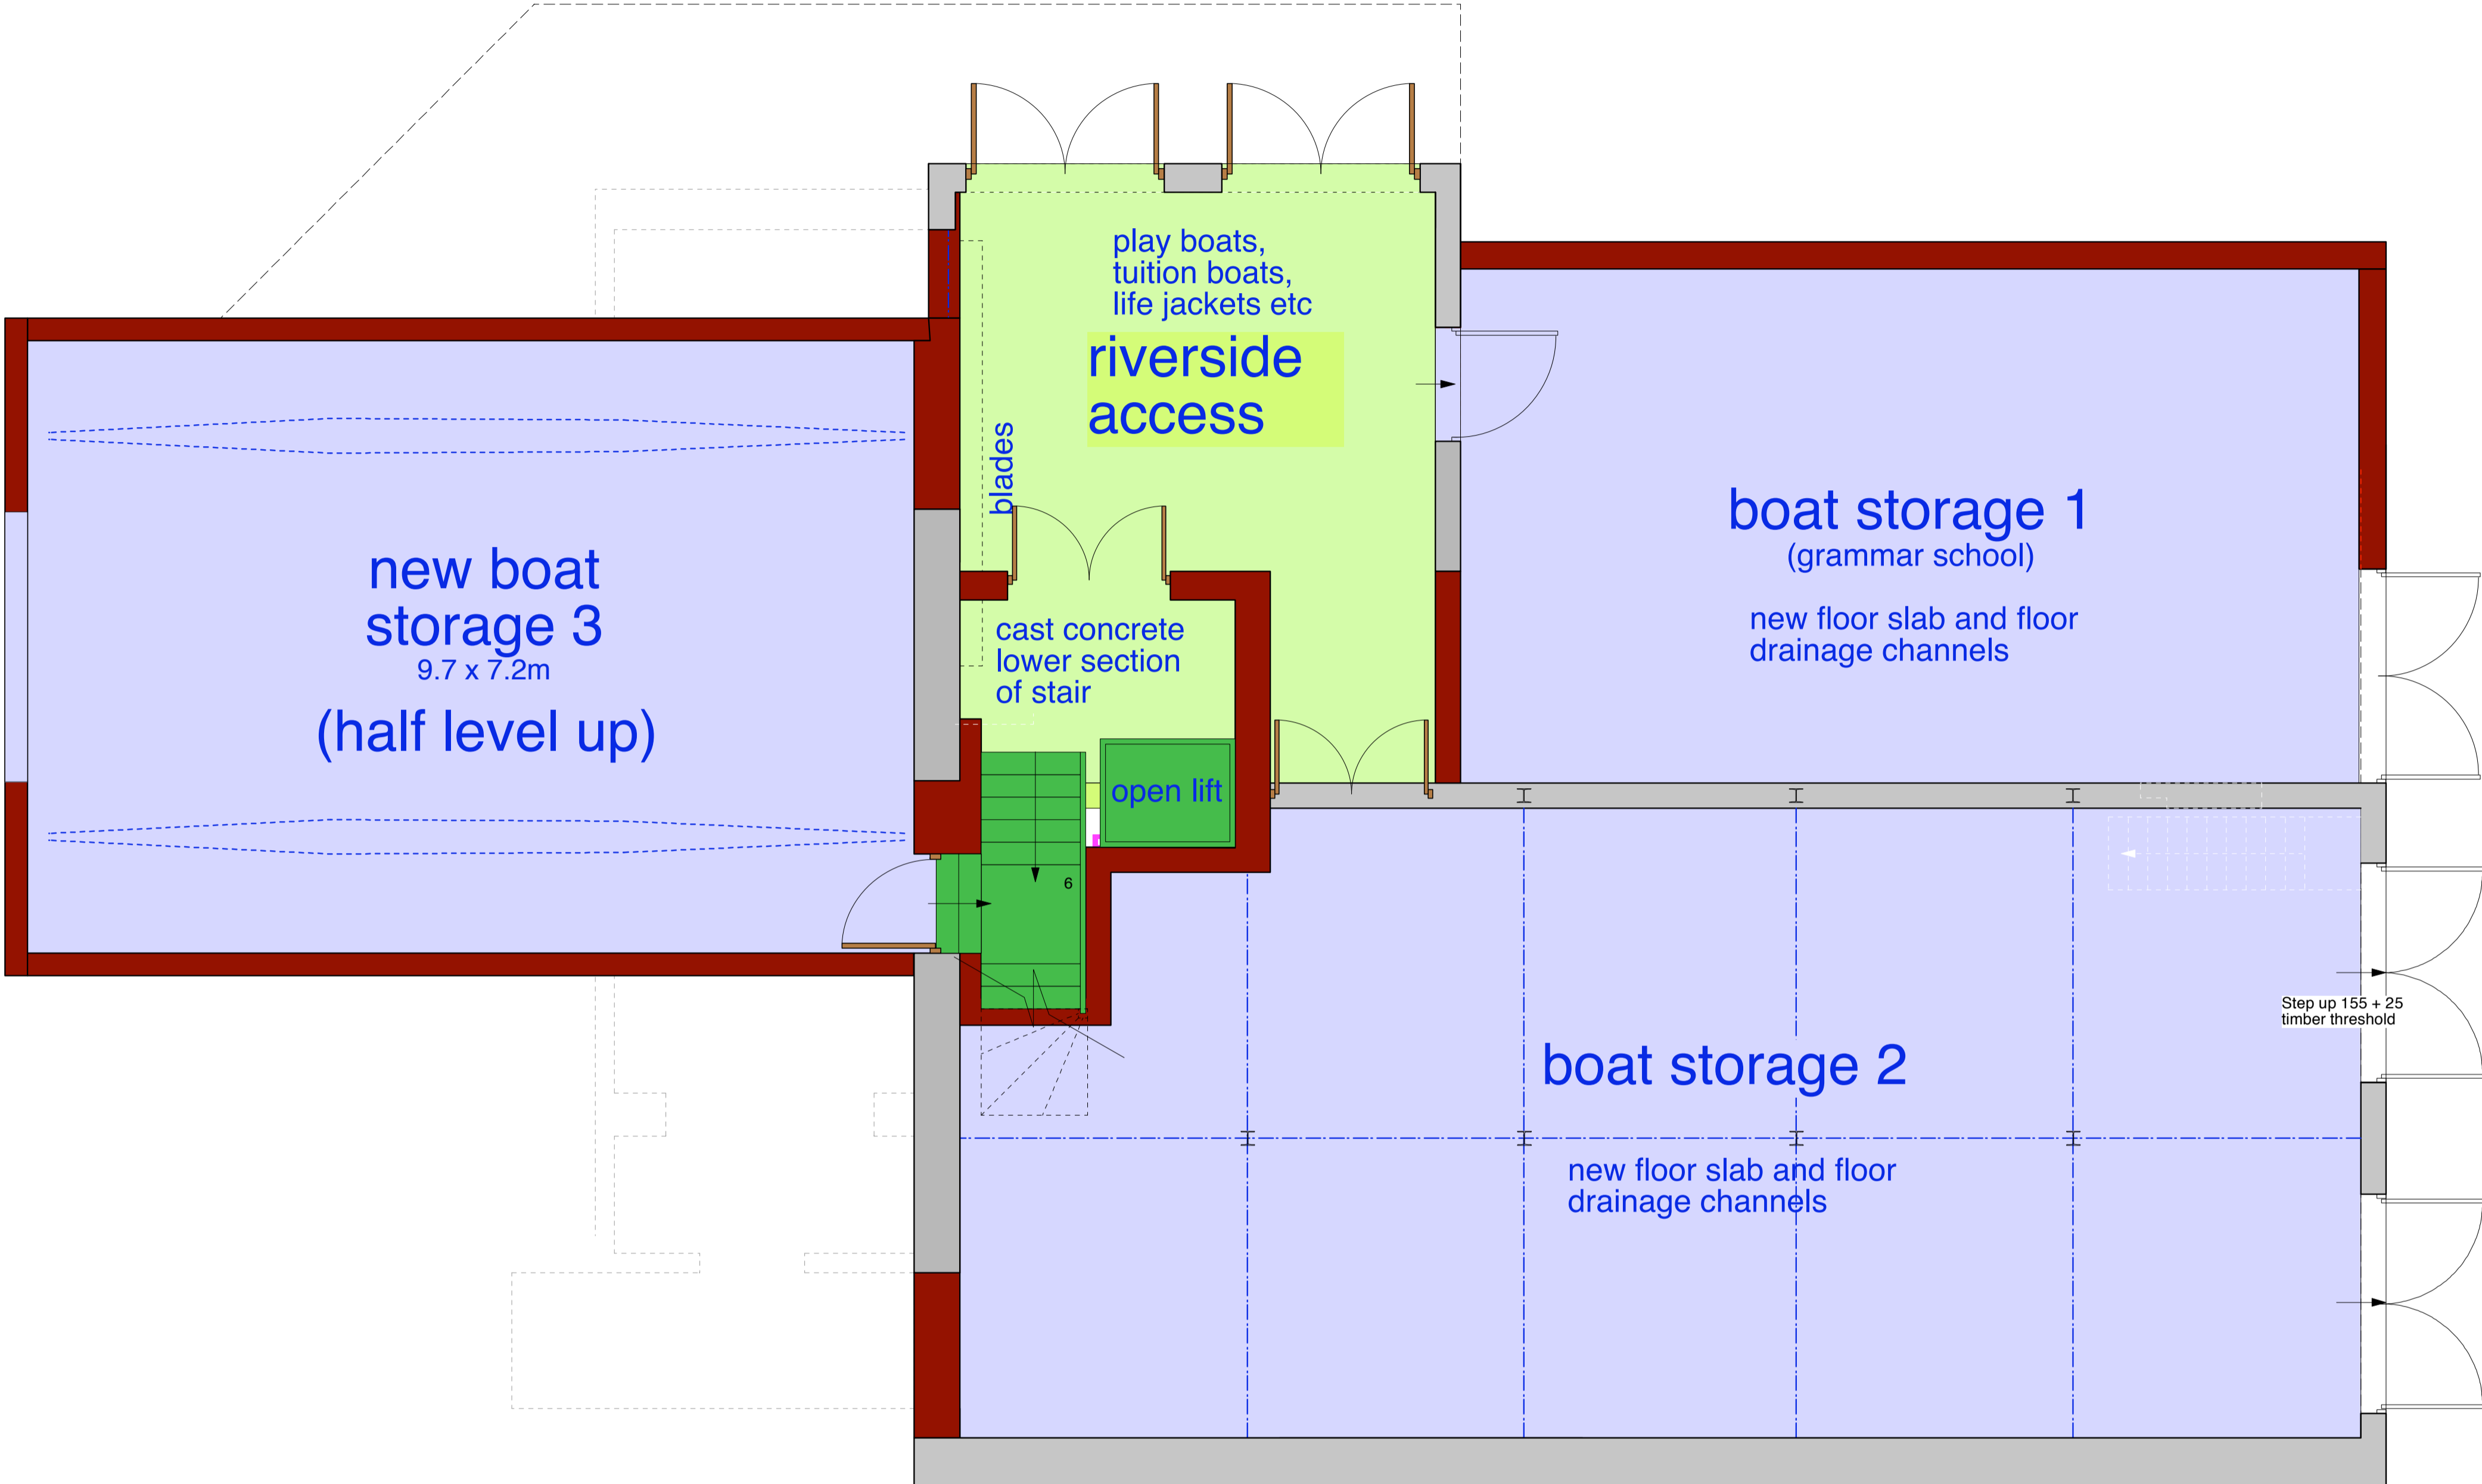 play boats,
tuition boats,
life jackets etc
riverside
access
blades
boat storage 1
(grammar school)
new floor slab and floor
drainage channels
new boat
storage 3
9.7 x 7.2m
(half level up)
cast concrete
lower section
of stair
open lift
6
Step up 155 + 25
timber threshold
boat storage 2
new floor slab and floor
drainage channels